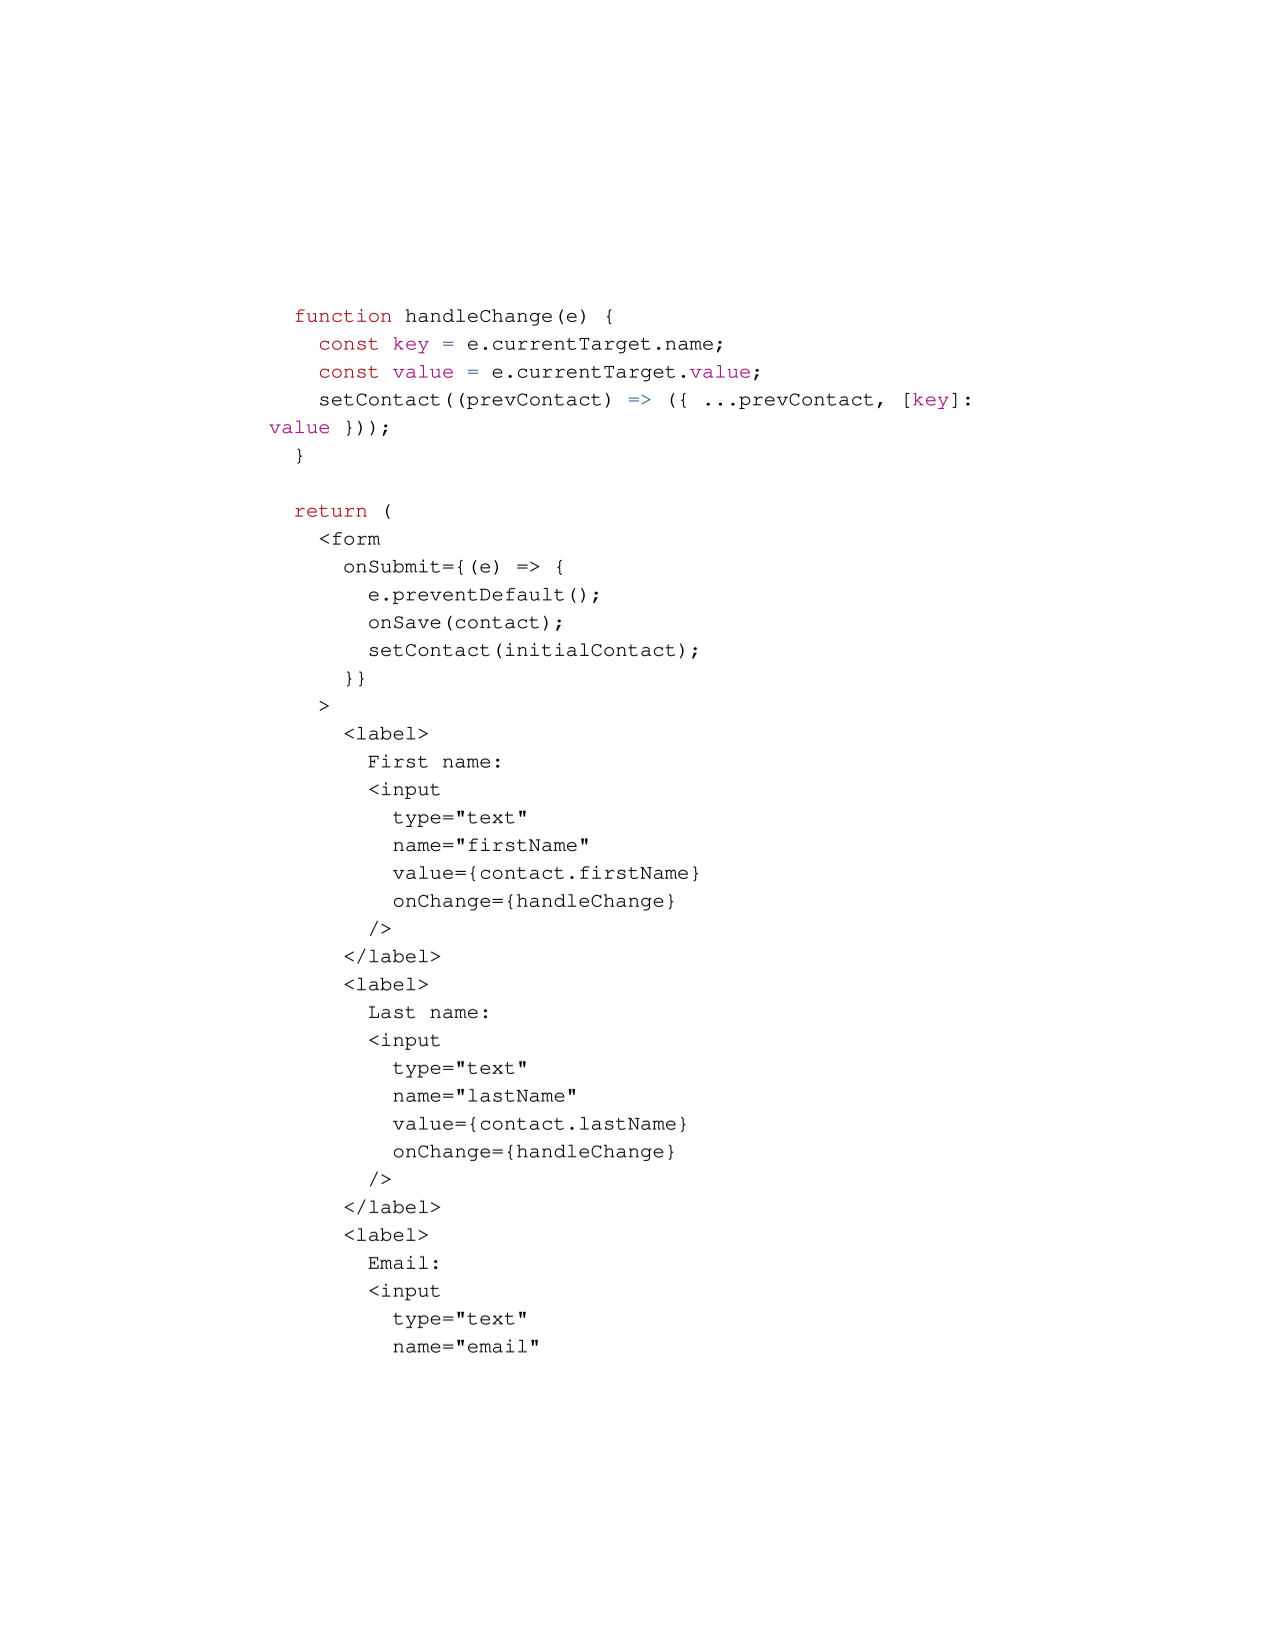 function handleChange(e) {
    const key = e.currentTarget.name;
    const value = e.currentTarget.value;
    setContact((prevContact) => ({ ...prevContact, [key]:
value }));
  }

  return (
    <form
      onSubmit={(e) => {
        e.preventDefault();
        onSave(contact);
        setContact(initialContact);
      }}
    >
      <label>
        First name:
        <input
          type="text"
          name="firstName"
          value={contact.firstName}
          onChange={handleChange}
        />
      </label>
      <label>
        Last name:
        <input
          type="text"
          name="lastName"
          value={contact.lastName}
          onChange={handleChange}
        />
      </label>
      <label>
        Email:
        <input
          type="text"
          name="email"